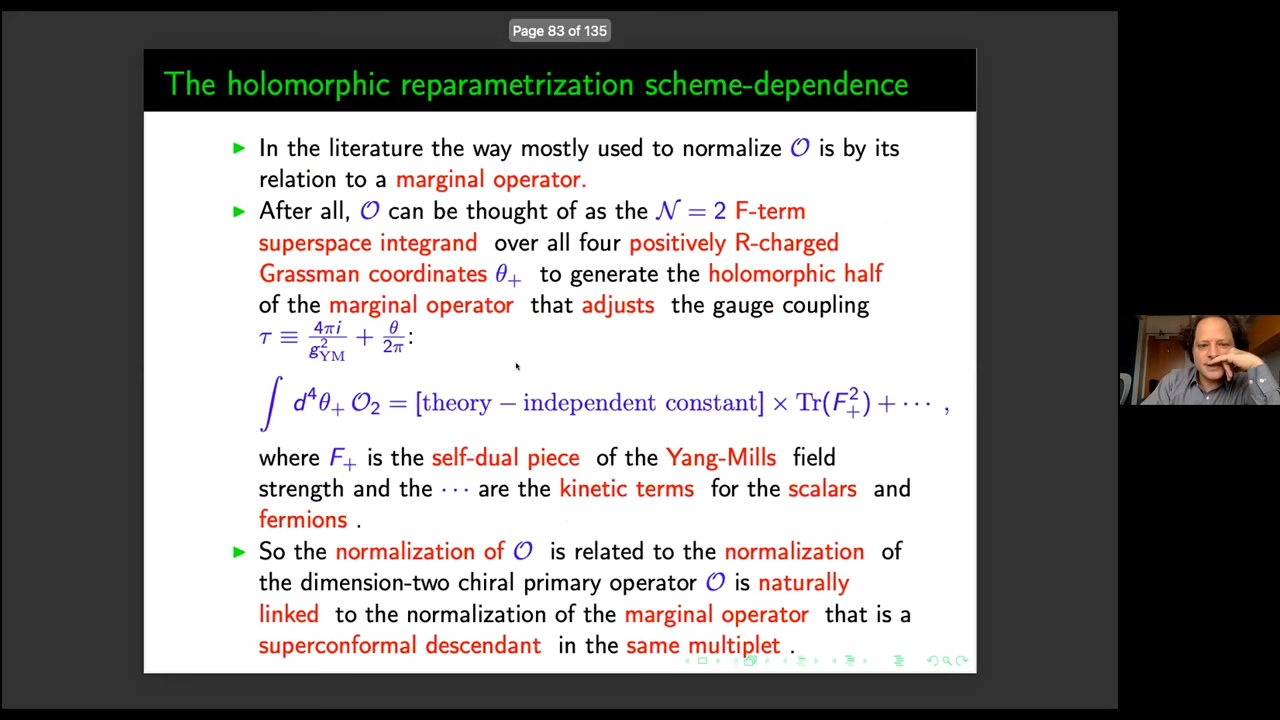 Page 83 of 135
The holomorphic reparametrization scheme-dependence
▶ In the literature the way mostly used to normalize 𝒪 is by its
relation to a marginal operator.
▶ After all, 𝒪 can be thought of as the 𝒩 = 2 F-term
superspace integrand over all four positively R-charged
Grassman coordinates θ₊ to generate the holomorphic half
of the marginal operator that adjusts the gauge coupling
τ ≡ 4πi/g²_YM + θ/2π :
∫ d⁴θ₊ 𝒪₂ = [theory − independent constant] × Tr(F₊²) + ⋯ ,
where F₊ is the self-dual piece of the Yang-Mills field
strength and the ⋯ are the kinetic terms for the scalars and
fermions .
▶ So the normalization of 𝒪 is related to the normalization of
the dimension-two chiral primary operator 𝒪 is naturally
linked to the normalization of the marginal operator that is a
superconformal descendant in the same multiplet .